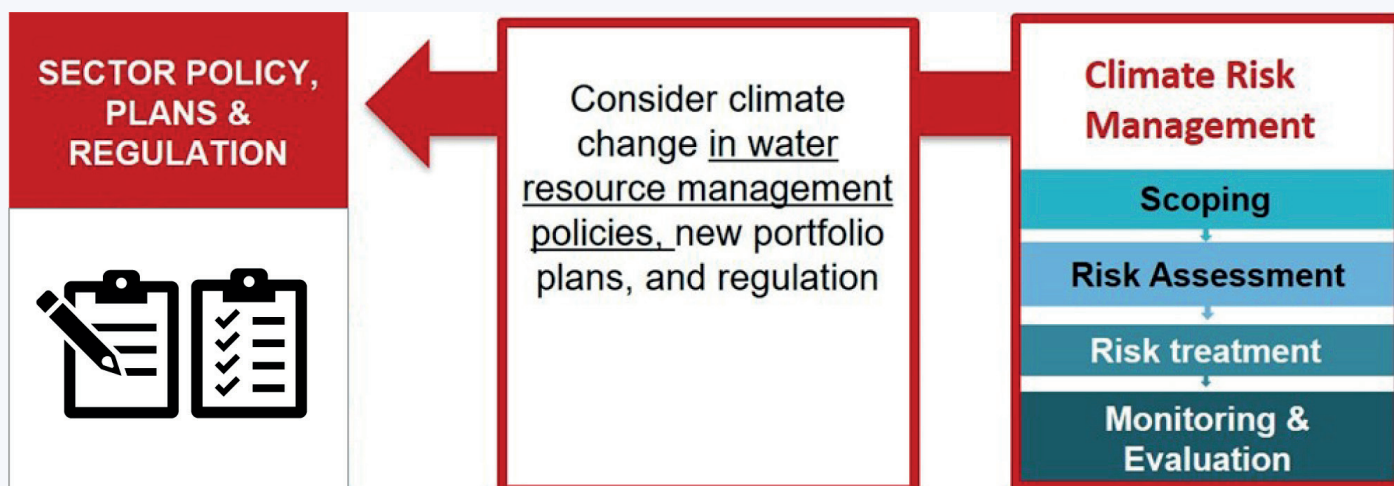 SECTOR POLICY,
PLANS &
REGULATION
Consider climate
change in water
resource management
policies, new portfolio
plans, and regulation
Climate Risk
Management
Scoping
Risk Assessment
Risk treatment
Monitoring &
Evaluation